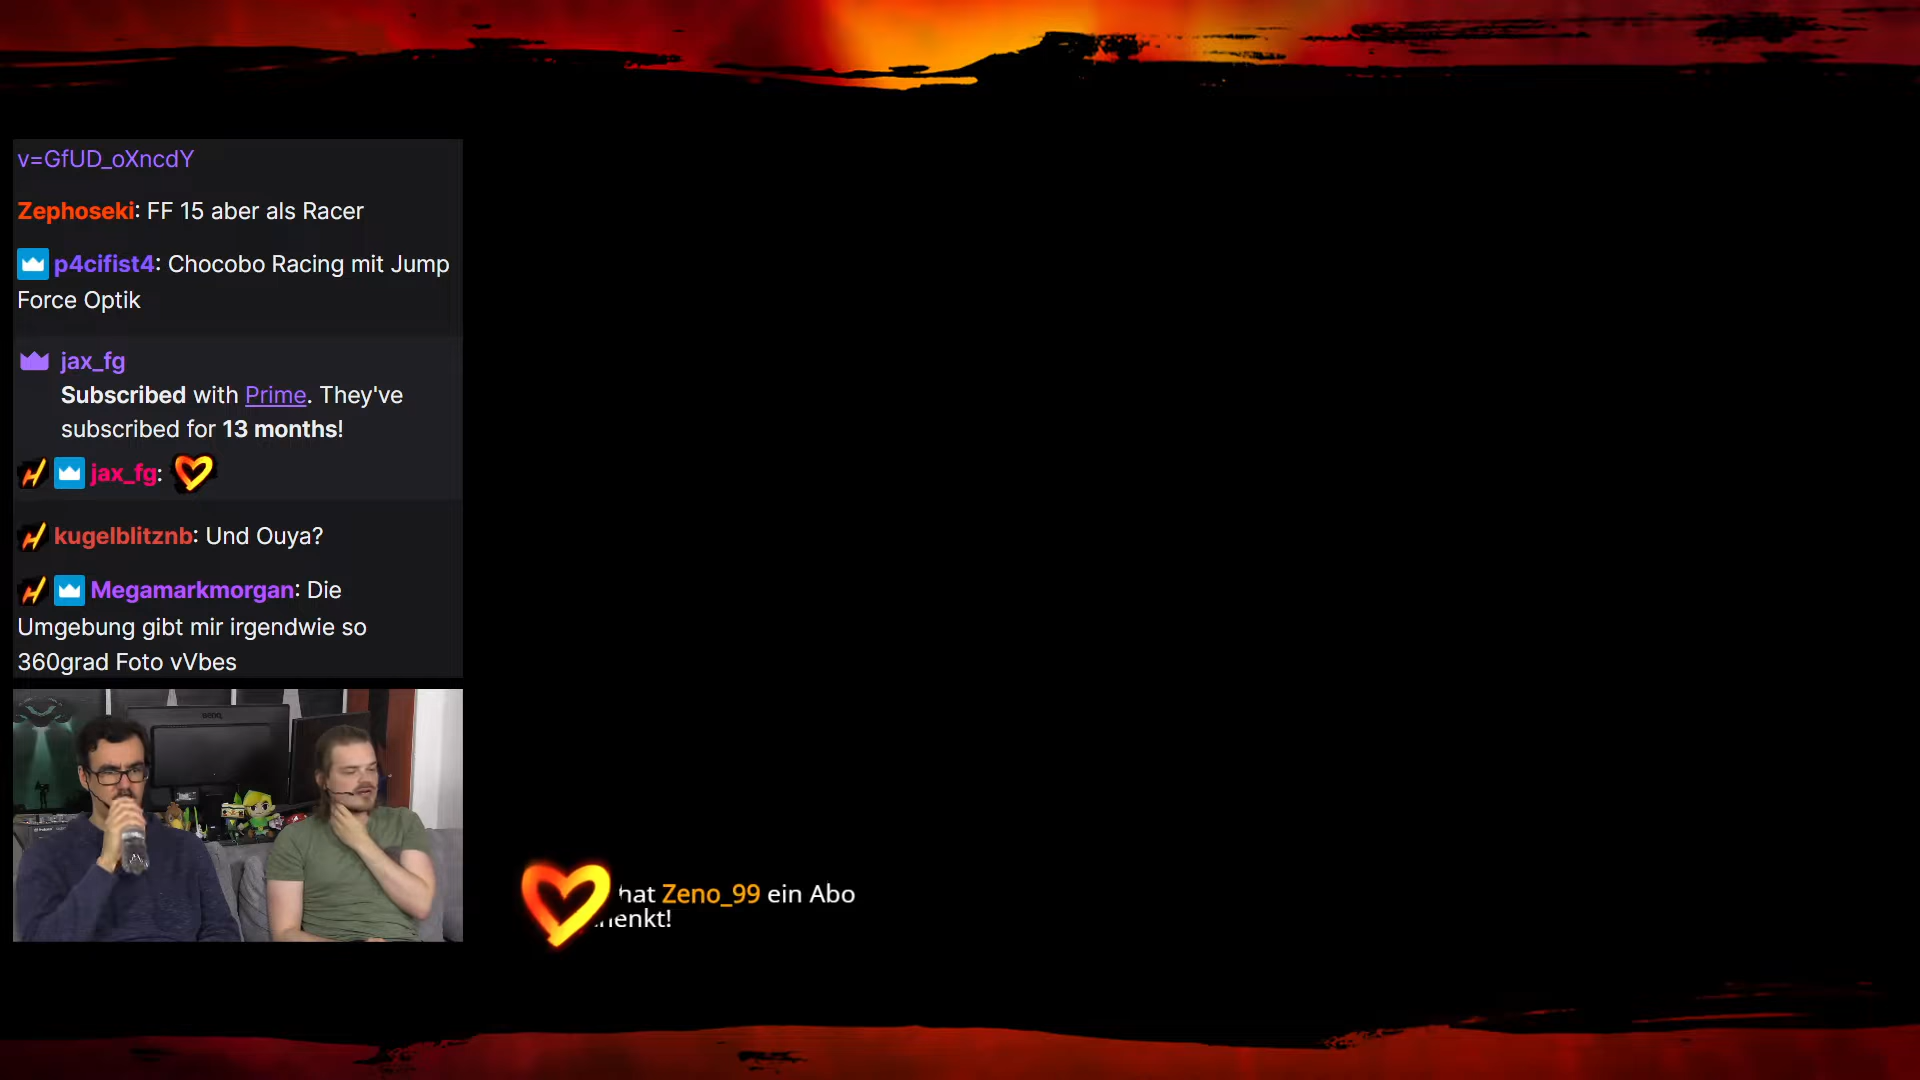 v=GfUD_oXncdY
Zephoseki: FF 15 aber als Racer
p4cifist4: Chocobo Racing mit Jump
Force Optik
jax_fg
Subscribed with Prime. They've
subscribed for 13 months!
jax_fg:
kugelblitznb: Und Ouya?
Megamarkmorgan: Die
Umgebung gibt mir irgendwie so
360grad Foto vVbes
BenQ
hat Zeno_99 ein Abo
henkt!